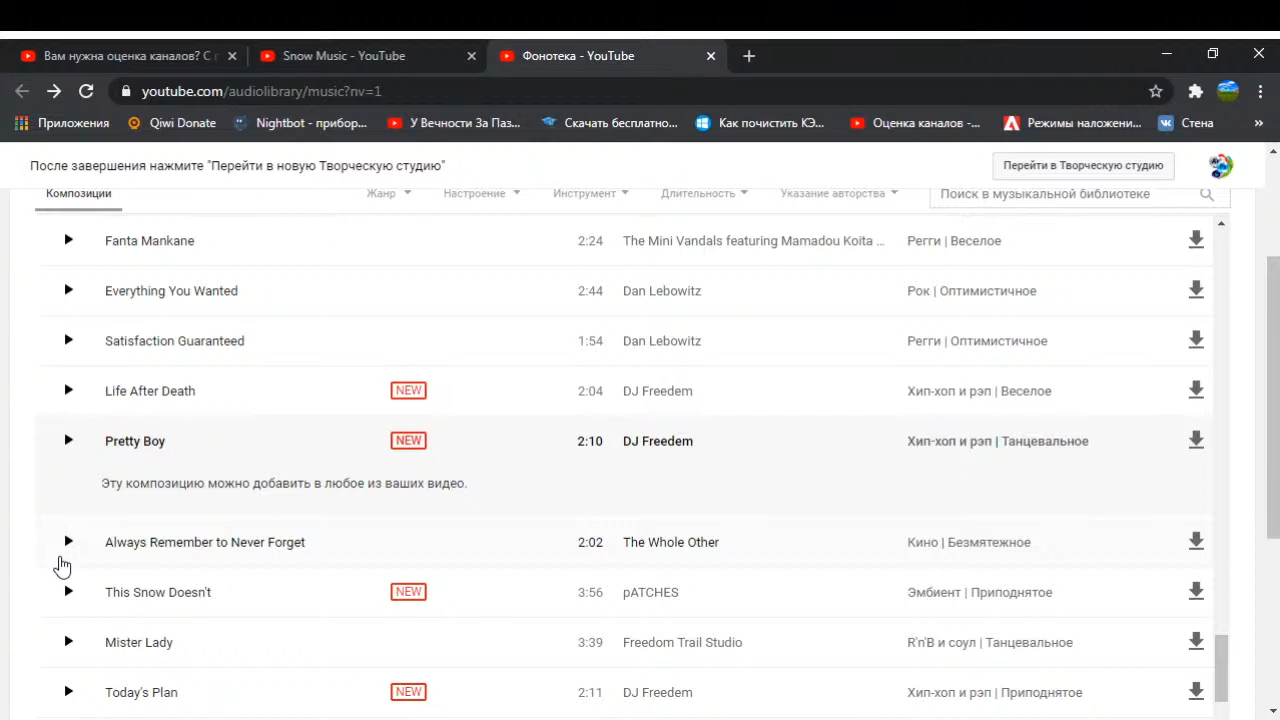 Вам нужна оценка каналов? С
Snow Music - YouTube
Фонотека - YouTube
youtube.com/audiolibrary/music?nv=1
Приложения
Qiwi Donate
Nightbot - прибор...
У Вечности За Паз...
Скачать бесплатно...
Как почистить КЭ...
Оценка каналов -...
Режимы наложени...
Стена
»
После завершения нажмите "Перейти в новую Творческую студию"
Перейти в Творческую студию
Композиции
Жанр
Настроение
Инструмент
Длительность
Указание авторства
Поиск в музыкальной библиотеке
Fanta Mankane 2:24 The Mini Vandals featuring Mamadou Koita ... Регги | Веселое
Everything You Wanted 2:44 Dan Lebowitz Рок | Оптимистичное
Satisfaction Guaranteed 1:54 Dan Lebowitz Регги | Оптимистичное
Life After Death NEW 2:04 DJ Freedem Хип-хоп и рэп | Веселое
Pretty Boy NEW 2:10 DJ Freedem Хип-хоп и рэп | Танцевальное
Эту композицию можно добавить в любое из ваших видео.
Always Remember to Never Forget 2:02 The Whole Other Кино | Безмятежное
This Snow Doesn't NEW 3:56 pATCHES Эмбиент | Приподнятое
Mister Lady 3:39 Freedom Trail Studio R'n'B и соул | Танцевальное
Today's Plan NEW 2:11 DJ Freedem Хип-хоп и рэп | Приподнятое